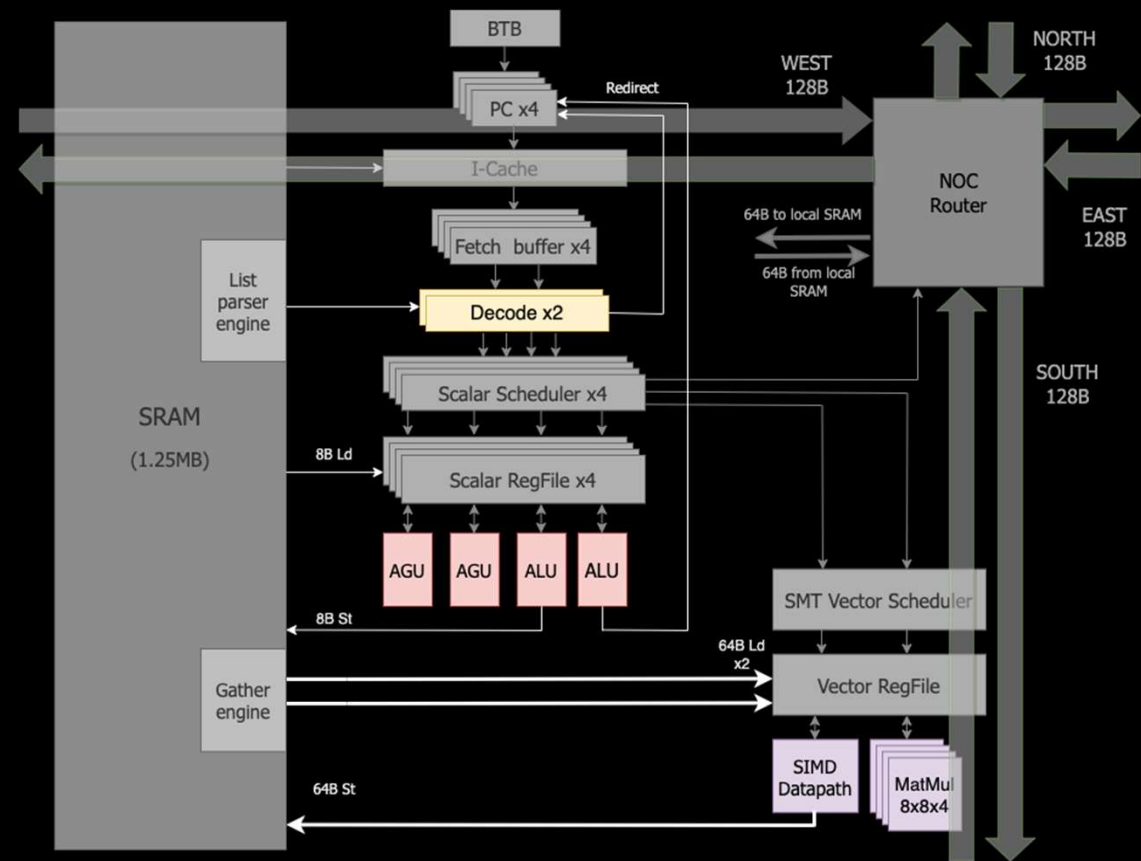 BTB
PC x4
Redirect
WEST
128B
NORTH
128B
I-Cache
NOC
Router
EAST
128B
64B to local SRAM
64B from local
SRAM
Fetch buffer x4
List
parser
engine
Decode x2
Scalar Scheduler x4
SOUTH
128B
SRAM
(1.25MB)
8B Ld
Scalar RegFile x4
AGU
AGU
ALU
ALU
8B St
SMT Vector Scheduler
64B Ld
x2
Vector RegFile
Gather
engine
SIMD
Datapath
MatMul
8x8x4
64B St